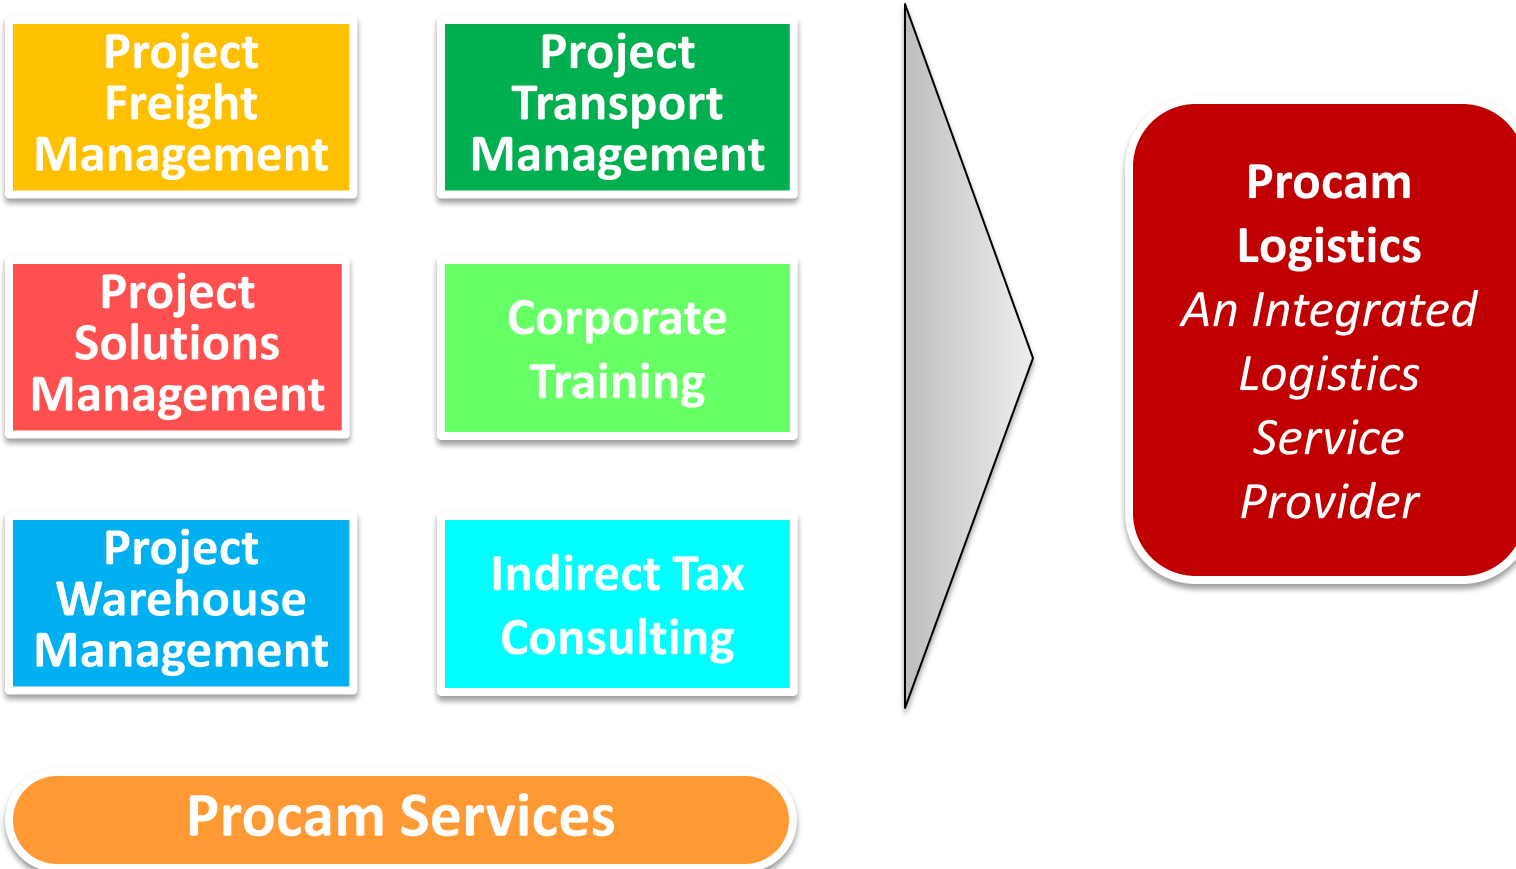 Project
Freight
Management
Project
Transport
Management
Project
Solutions
Management
Corporate
Training
Project
Warehouse
Management
Indirect Tax
Consulting
Procam Services
Procam
Logistics
An Integrated
Logistics
Service
Provider